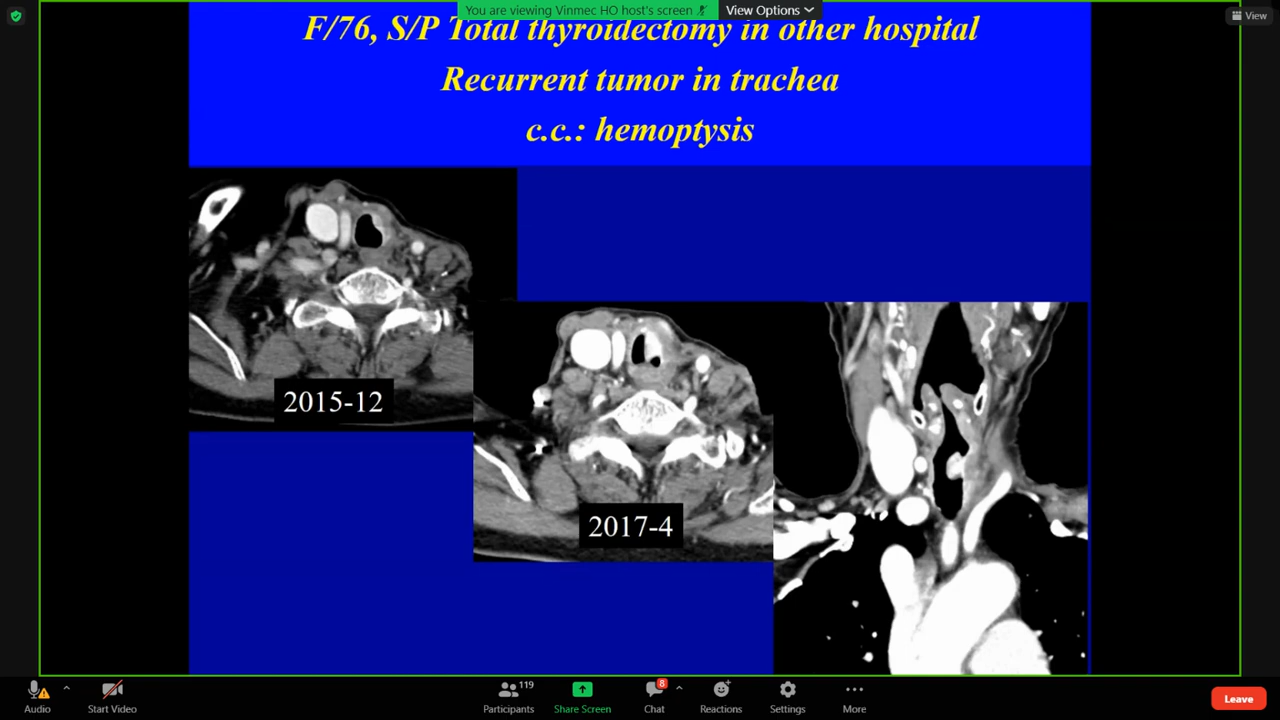 You are viewing Vinmec HO host's screen
View Options
View
F/76, S/P Total thyroidectomy in other hospital
Recurrent tumor in trachea
c.c.: hemoptysis
2015-12
2017-4
Audio
Start Video
Participants
119
Share Screen
Chat
8
Reactions
Settings
More
Leave